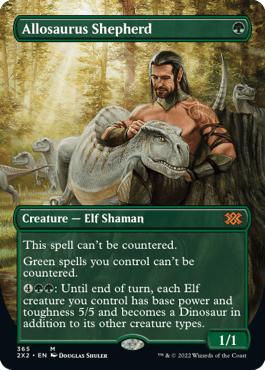 Allosaurus Shepherd
Creature — Elf Shaman
This spell can't be countered.
Green spells you control can't be
countered.
4: Until end of turn, each Elf
creature you control has base power and
toughness 5/5 and becomes a Dinosaur in
addition to its other creature types.
1/1
365 M
2X2 • EN DOUGLAS SHULER
™ & © 2022 Wizards of the Coast